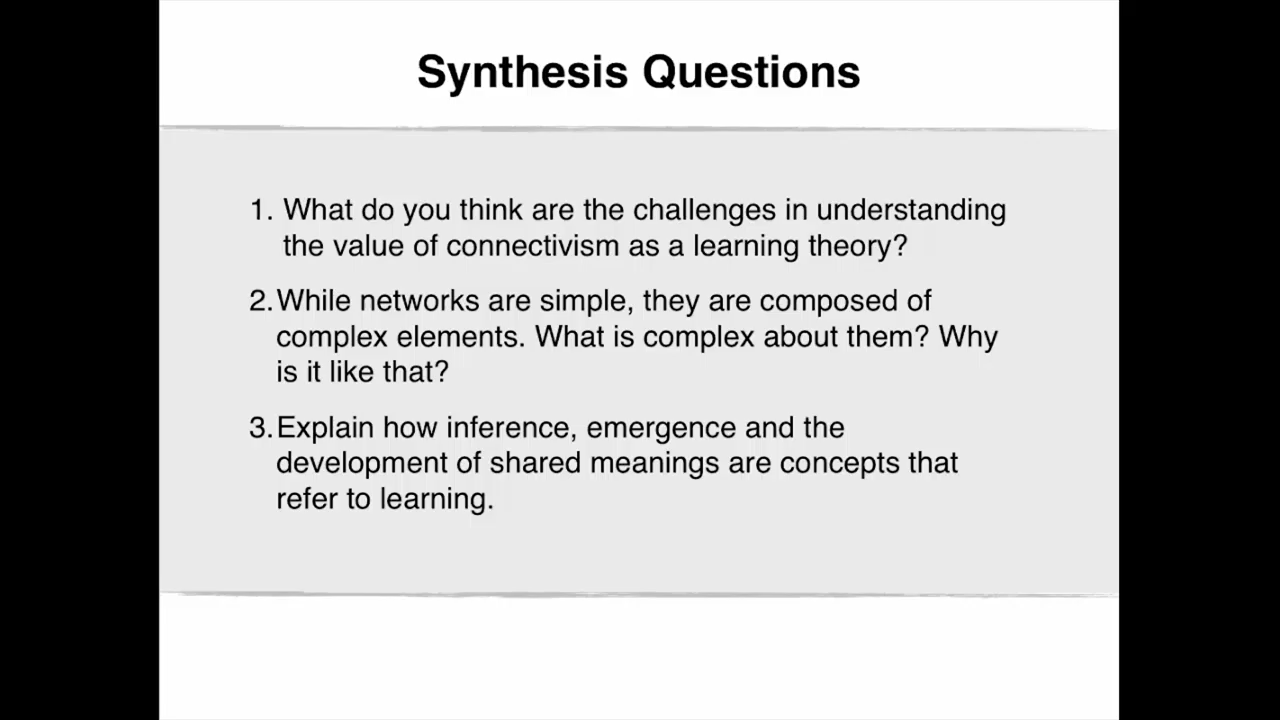 Synthesis Questions
1. What do you think are the challenges in understanding
the value of connectivism as a learning theory?
2. While networks are simple, they are composed of
complex elements. What is complex about them? Why
is it like that?
3. Explain how inference, emergence and the
development of shared meanings are concepts that
refer to learning.